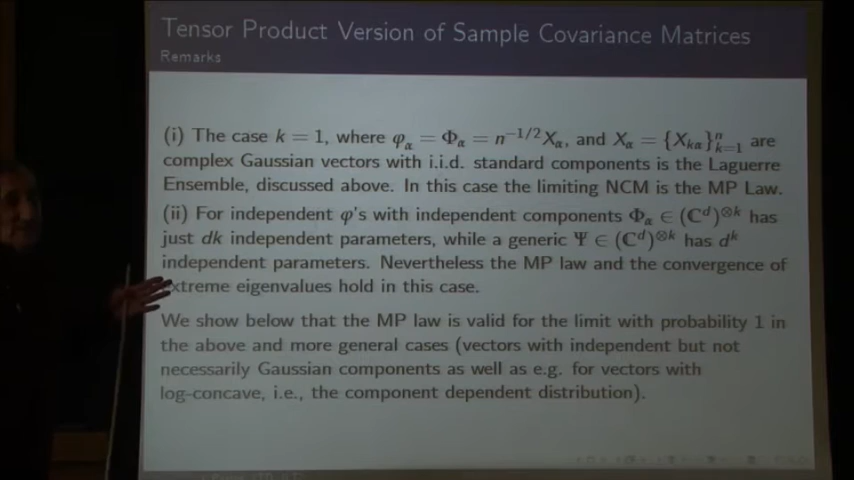 Tensor Product Version of Sample Covariance Matrices
Remarks
(i) The case k = 1, where φ_α = Φ_α = n^{-1/2}X_α, and X_α = {X_{kα}}^n_{k=1} are
complex Gaussian vectors with i.i.d. standard components is the Laguerre
Ensemble, discussed above. In this case the limiting NCM is the MP Law.
(ii) For independent φ's with independent components Φ_α ∈ (ℂ^d)^{⊗k} has
just dk independent parameters, while a generic Ψ ∈ (ℂ^d)^{⊗k} has d^k
independent parameters. Nevertheless the MP law and the convergence of
extreme eigenvalues hold in this case.
We show below that the MP law is valid for the limit with probability 1 in
the above and more general cases (vectors with independent but not
necessarily Gaussian components as well as e.g. for vectors with
log-concave, i.e., the component dependent distribution).